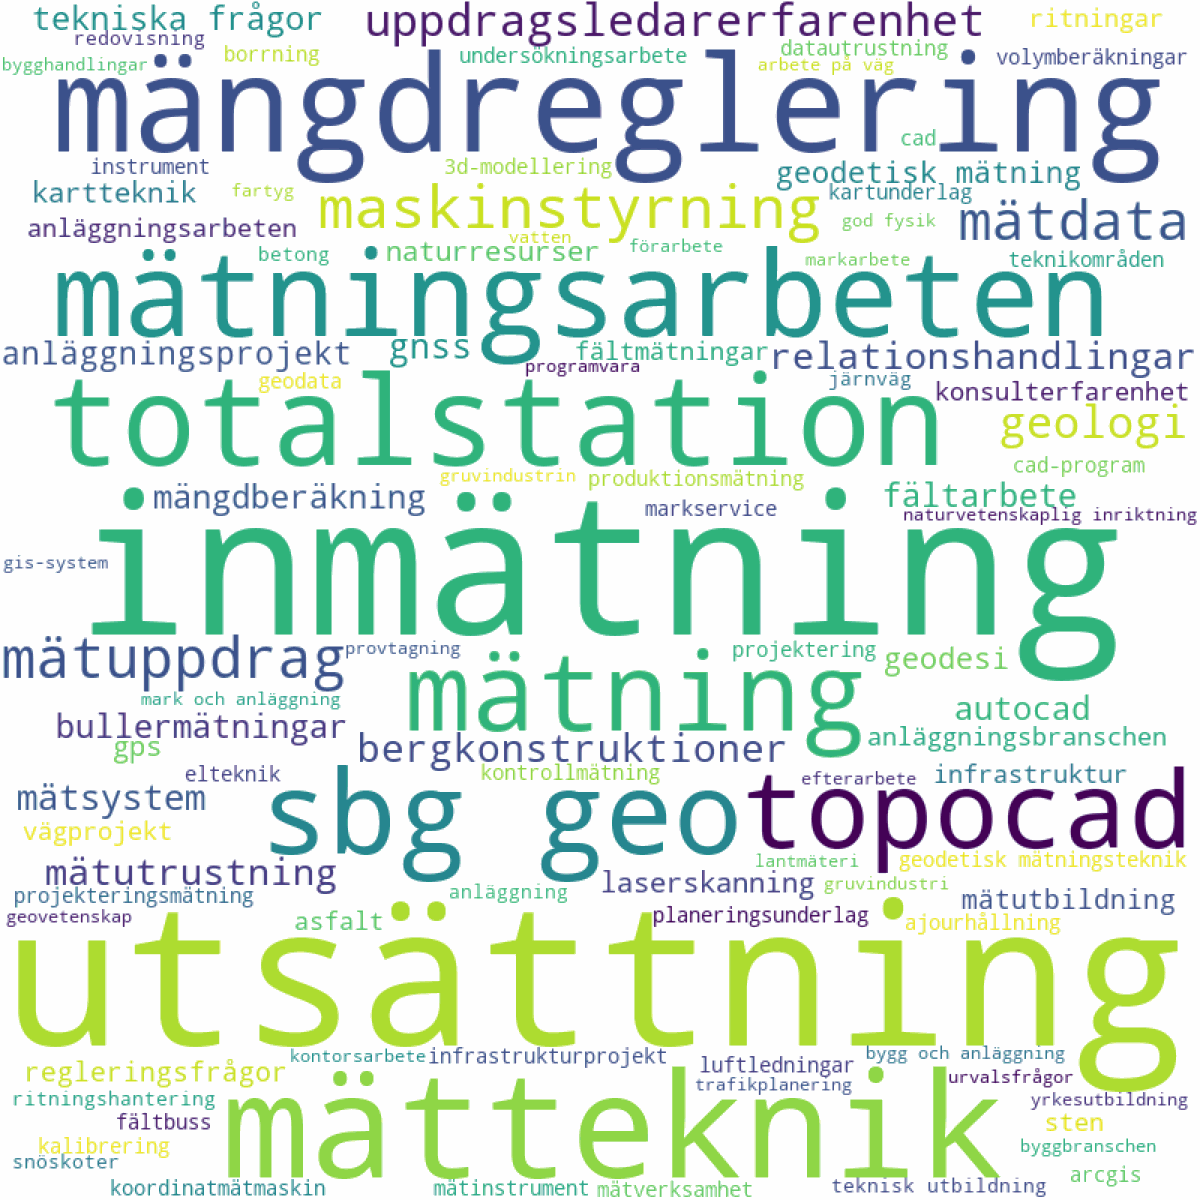 tekniska frågor
uppdragsledarerfarenhet
ritningar
redovisning
borrning
undersökningsarbete
datautrustning
volymberäkningar
bygghandlingar
arbete på väg
mängdreglering
cad
instrument
3d-modellering
geodetisk mätning
kartteknik
fartyg
maskinstyrning
kartunderlag
mätdata
god fysik
anläggningsarbeten
vatten
förarbete
betong
naturresurser
markarbete
teknikområden
mätningsarbeten
anläggningsprojekt
gnss
fältmätningar
relationshandlingar
programvara
geodata
järnväg
konsulterfarenhet
totalstation
geologi
cad-program
gruvindustrin
produktionsmätning
mängdberäkning
fältarbete
markservice
naturvetenskaplig inriktning
inmätning
gis-system
mätuppdrag
provtagning
projektering
geodesi
mätning
mark och anläggning
autocad
bullermätningar
gps
bergkonstruktioner
anläggningsbranschen
elteknik
kontrollmätning
efterarbete
infrastruktur
mätsystem
sbg geo
topocad
vägprojekt
lantmäteri
geodetisk mätningsteknik
mätutrustning
laserskanning
gruvindustri
projekteringsmätning
anläggning
mätutbildning
geovetenskap
asfalt
planeringsunderlag
ajourhållning
utsättning
kontorsarbete
infrastrukturprojekt
luftledningar
bygg och anläggning
regleringsfrågor
trafikplanering
urvalsfrågor
ritningshantering
mätteknik
yrkesutbildning
fältbuss
sten
kalibrering
byggbranschen
snöskoter
arcgis
koordinatmätmaskin
mätinstrument
mätverksamhet
teknisk utbildning